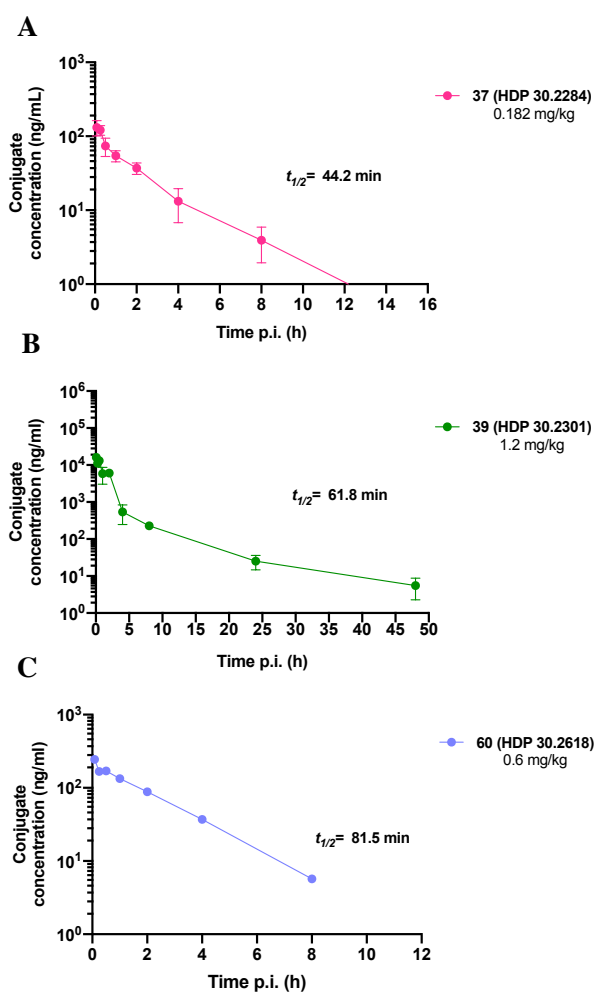 A
Conjugate
concentration (ng/mL)
10³
10²
10¹
10⁰
0 2 4 6 8 10 12 14 16
Time p.i. (h)
t1/2= 44.2 min
37 (HDP 30.2284)
0.182 mg/kg
B
Conjugate
concentration (ng/ml)
10⁶
10⁵
10⁴
10³
10²
10¹
10⁰
0 5 10 15 20 25 30 35 40 45 50
Time p.i. (h)
t1/2= 61.8 min
39 (HDP 30.2301)
1.2 mg/kg
C
Conjugate
concentration (ng/ml)
10³
10²
10¹
10⁰
0 2 4 6 8 10 12
Time p.i. (h)
t1/2= 81.5 min
60 (HDP 30.2618)
0.6 mg/kg